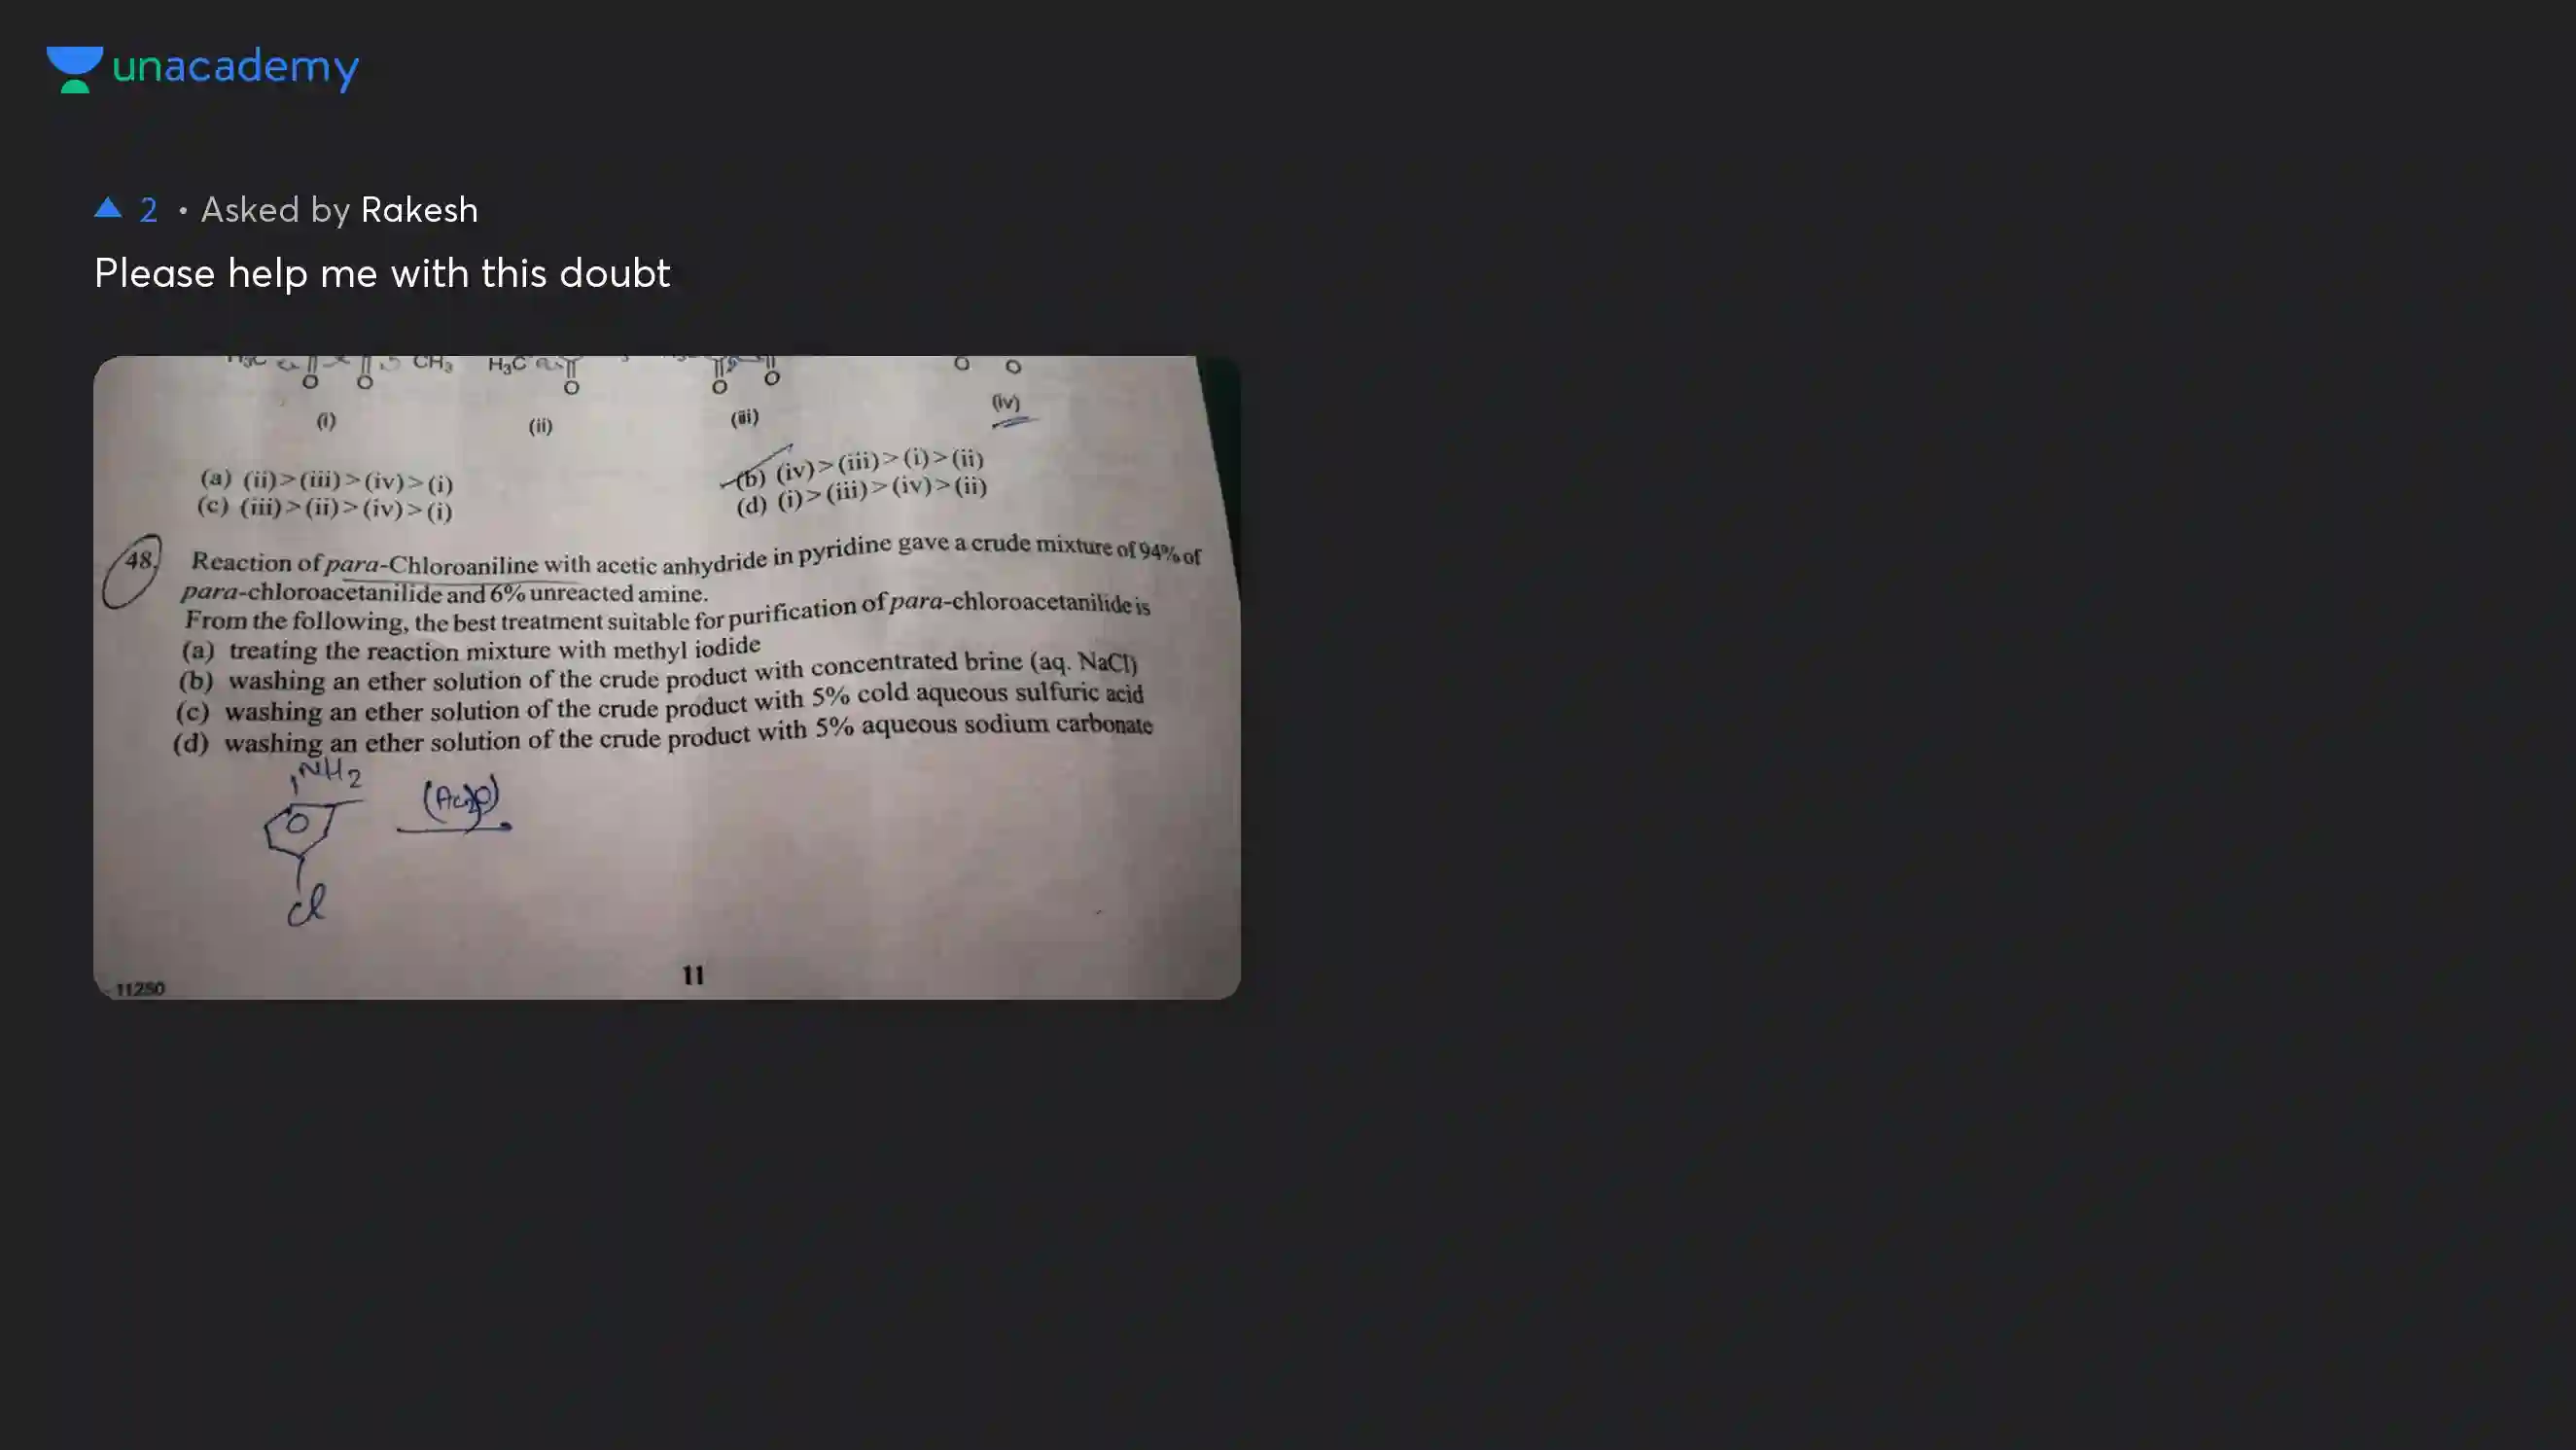 unacademy
2 • Asked by Rakesh
Please help me with this doubt
H₃C O O CH₃ H₃C O O O O O
(i) (ii) (iii) (iv)
(a) (ii)>(iii)>(iv)>(i) (b) (iv)>(iii)>(i)>(ii)
(c) (iii)>(ii)>(iv)>(i) (d) (i)>(iii)>(iv)>(ii)
48. Reaction of para-Chloroaniline with acetic anhydride in pyridine gave a crude mixture of 94% of
para-chloroacetanilide and 6% unreacted amine.
From the following, the best treatment suitable for purification of para-chloroacetanilide is
(a) treating the reaction mixture with methyl iodide
(b) washing an ether solution of the crude product with concentrated brine (aq. NaCl)
(c) washing an ether solution of the crude product with 5% cold aqueous sulfuric acid
(d) washing an ether solution of the crude product with 5% aqueous sodium carbonate
NH₂
O
Cl
11
11250